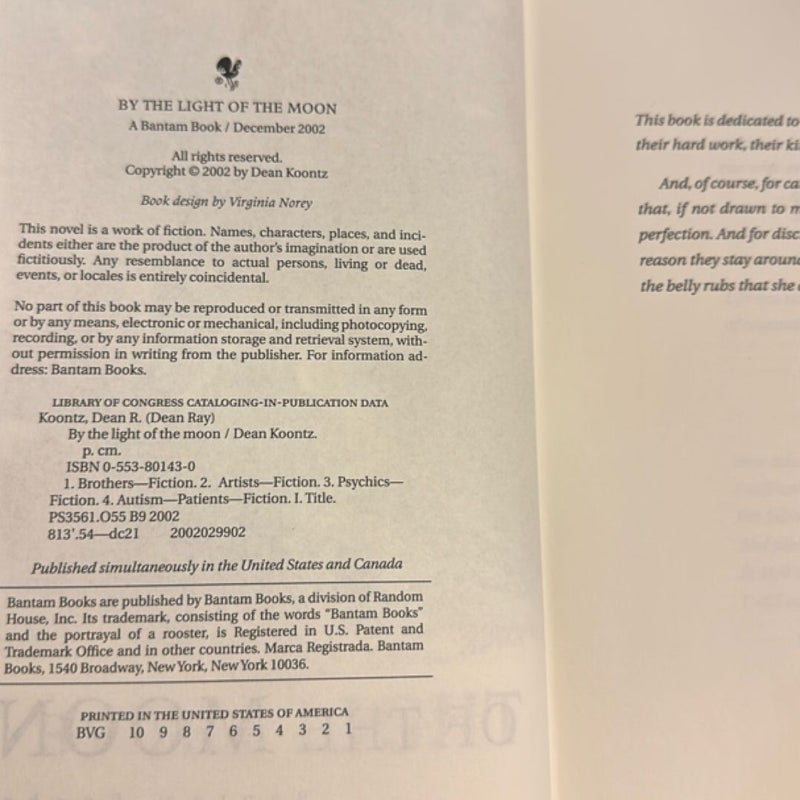 BY THE LIGHT OF THE MOON
A Bantam Book / December 2002
All rights reserved.
Copyright © 2002 by Dean Koontz
Book design by Virginia Norey
This novel is a work of fiction. Names, characters, places, and inci-
dents either are the product of the author's imagination or are used
fictitiously. Any resemblance to actual persons, living or dead,
events, or locales is entirely coincidental.
No part of this book may be reproduced or transmitted in any form
or by any means, electronic or mechanical, including photocopying,
recording, or by any information storage and retrieval system, with-
out permission in writing from the publisher. For information ad-
dress: Bantam Books.
LIBRARY OF CONGRESS CATALOGING-IN-PUBLICATION DATA
Koontz, Dean R. (Dean Ray)
By the light of the moon / Dean Koontz.
p. cm.
ISBN 0-553-80143-0
1. Brothers—Fiction. 2. Artists—Fiction. 3. Psychics—
Fiction. 4. Autism—Patients—Fiction. I. Title.
PS3561.O55 B9 2002
813'.54—dc21 2002029902
Published simultaneously in the United States and Canada
Bantam Books are published by Bantam Books, a division of Random
House, Inc. Its trademark, consisting of the words “Bantam Books”
and the portrayal of a rooster, is Registered in U.S. Patent and
Trademark Office and in other countries. Marca Registrada. Bantam
Books, 1540 Broadway, New York, New York 10036.
PRINTED IN THE UNITED STATES OF AMERICA
BVG 10 9 8 7 6 5 4 3 2 1
This book is dedicated to
their hard work, their
And, of course, for
that, if not drawn to
perfection. And for
reason they stay
the belly rubs that she